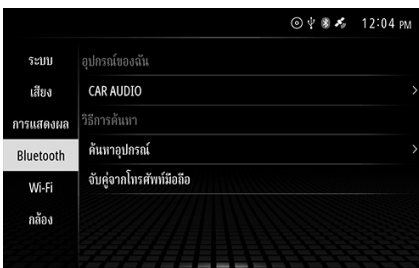 12:04 PM
ระบบ
เสียง
การแสดงผล
Bluetooth
Wi-Fi
กล้อง
อุปกรณ์ของฉัน
CAR AUDIO
วิธีการค้นหา
ค้นหาอุปกรณ์
จับคู่จากโทรศัพท์มือถือ